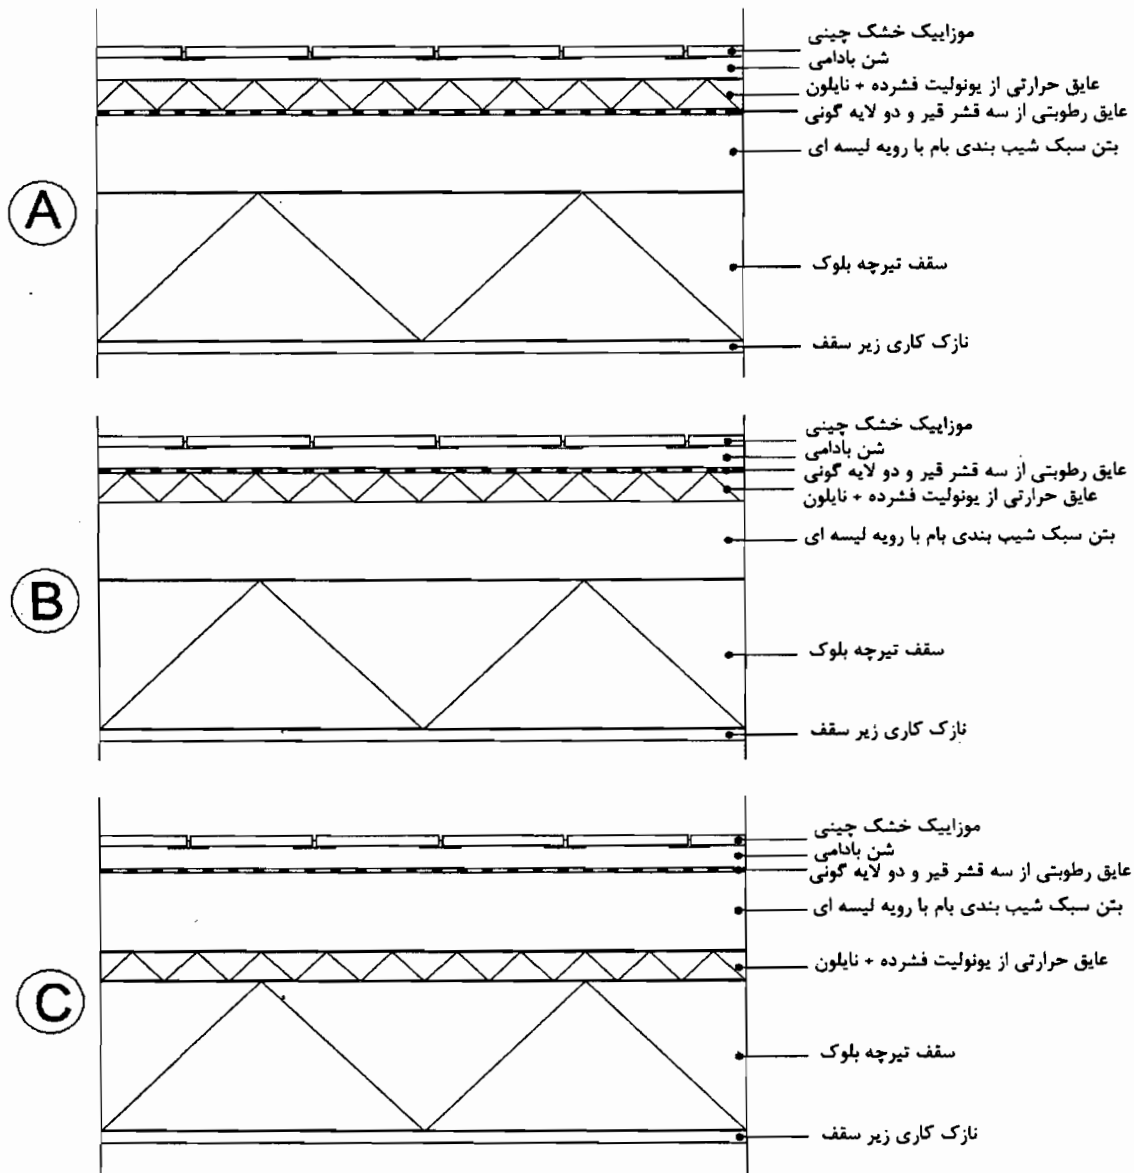 موزاییک خشک چینی
شن بادامی
عایق حرارتی از یونولیت فشرده + نایلون
عایق رطوبتی از سه قشر قیر و دو لایه گونی
بتن سبک شیب بندی بام با رویه لیسه ای
A
سقف تیرچه بلوک
نازک کاری زیر سقف
موزاییک خشک چینی
شن بادامی
عایق رطوبتی از سه قشر قیر و دو لایه گونی
عایق حرارتی از یونولیت فشرده + نایلون
بتن سبک شیب بندی بام با رویه لیسه ای
B
سقف تیرچه بلوک
نازک کاری زیر سقف
موزاییک خشک چینی
شن بادامی
عایق رطوبتی از سه قشر قیر و دو لایه گونی
بتن سبک شیب بندی بام با رویه لیسه ای
عایق حرارتی از یونولیت فشرده + نایلون
C
سقف تیرچه بلوک
نازک کاری زیر سقف